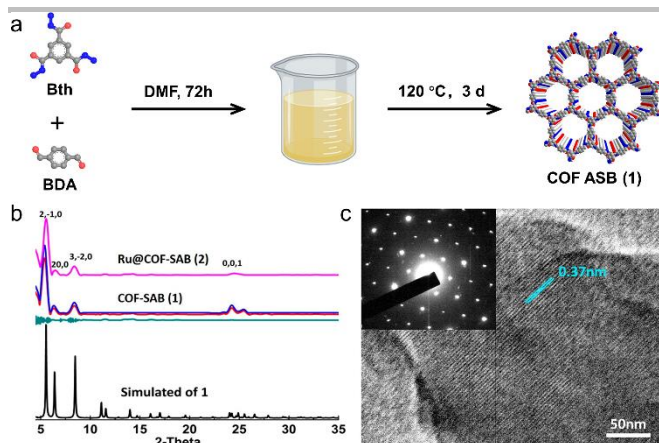 a
Bth
+
BDA
DMF, 72h
120 °C, 3 d
COF ASB (1)
b
2,-1,0
20,0
3,-2,0
Ru@COF-SAB (2)
0,0,1
COF-SAB (1)
Simulated of 1
5 10 15 20 25 30 35
2-Theta
c
0.37nm
50nm